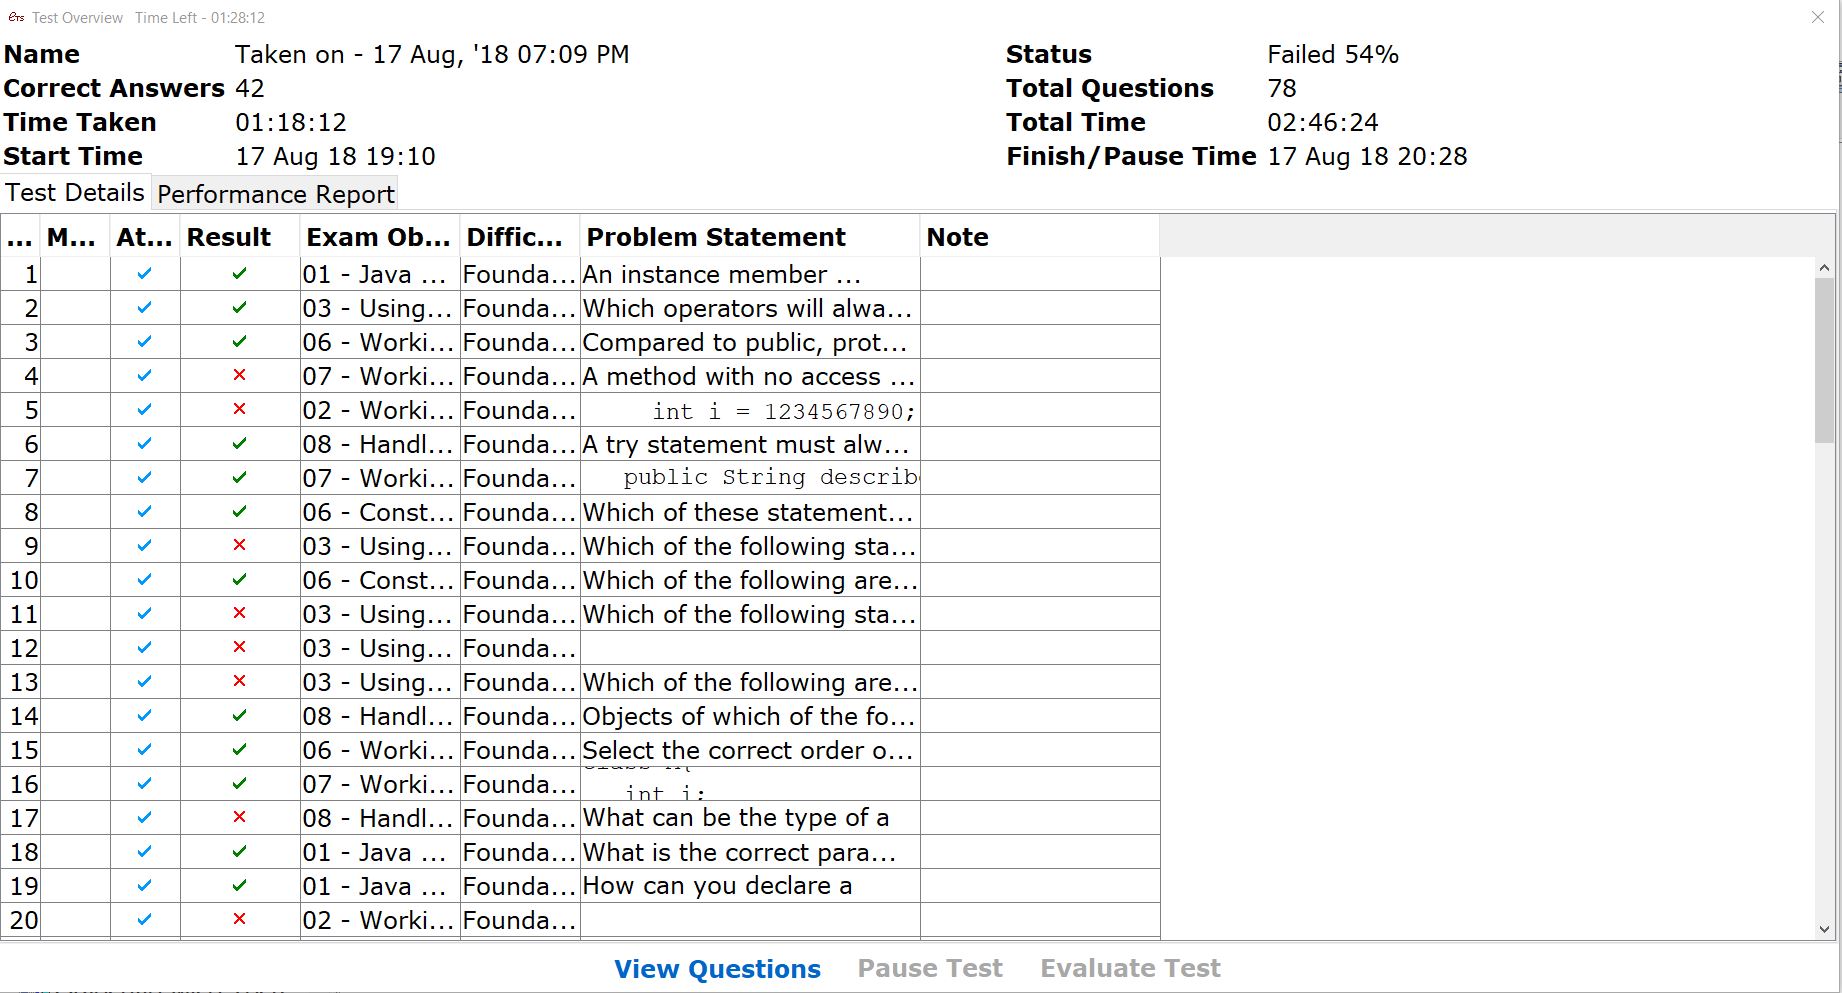 eTS Test Overview Time Left - 01:28:12
Name Taken on - 17 Aug, '18 07:09 PM Status Failed 54%
Correct Answers 42 Total Questions 78
Time Taken 01:18:12 Total Time 02:46:24
Start Time 17 Aug 18 19:10 Finish/Pause Time 17 Aug 18 20:28
Test Details Performance Report
... M... At... Result Exam Ob... Diffic... Problem Statement Note
1 01 - Java ... Founda... An instance member ...
2 03 - Using... Founda... Which operators will alwa...
3 06 - Worki... Founda... Compared to public, prot...
4 07 - Worki... Founda... A method with no access ...
5 02 - Worki... Founda... int i = 1234567890;
6 08 - Handl... Founda... A try statement must alw...
7 07 - Worki... Founda... public String describ
8 06 - Const... Founda... Which of these statement...
9 03 - Using... Founda... Which of the following sta...
10 06 - Const... Founda... Which of the following are...
11 03 - Using... Founda... Which of the following sta...
12 03 - Using... Founda...
13 03 - Using... Founda... Which of the following are...
14 08 - Handl... Founda... Objects of which of the fo...
15 06 - Worki... Founda... Select the correct order o...
16 07 - Worki... Founda... int i;
17 08 - Handl... Founda... What can be the type of a
18 01 - Java ... Founda... What is the correct para...
19 01 - Java ... Founda... How can you declare a
20 02 - Worki... Founda...
View Questions Pause Test Evaluate Test